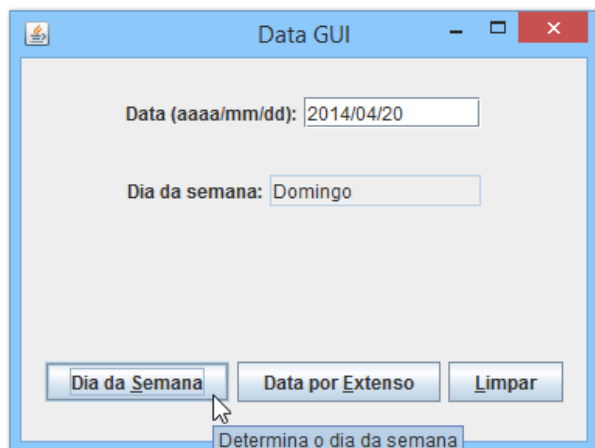 Data GUI
Data (aaaa/mm/dd): 2014/04/20
Dia da semana: Domingo
Dia da Semana Data por Extenso Limpar
Determina o dia da semana